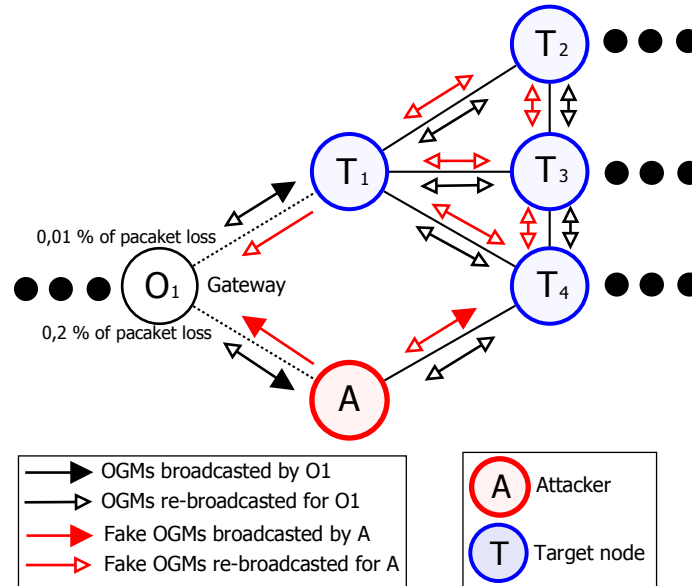 T2
T1
T3
0,01 % of pacaket loss
O1
Gateway
T4
0,2 % of pacaket loss
A
OGMs broadcasted by O1
OGMs re-broadcasted for O1
Fake OGMs broadcasted by A
Fake OGMs re-broadcasted for A
A Attacker
T Target node